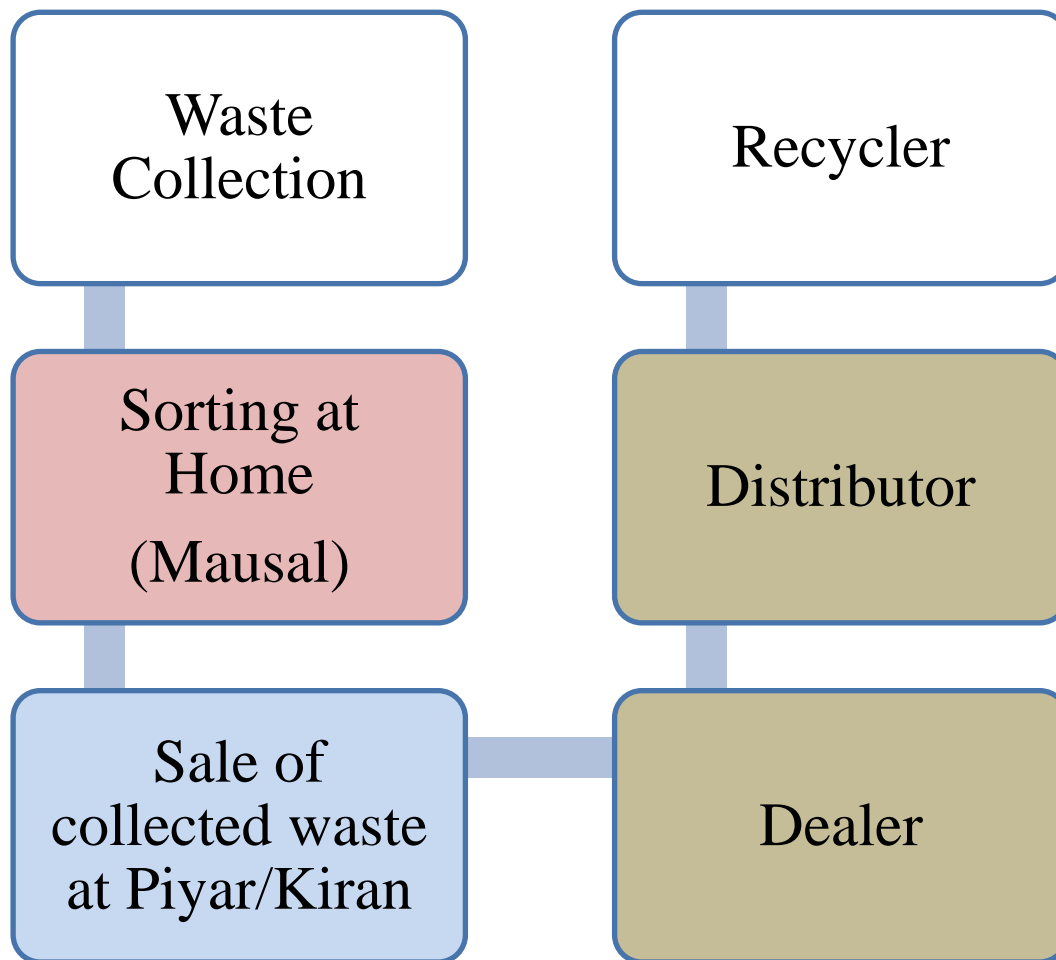 Waste
Collection
Sorting at
Home
(Mausal)
Sale of
collected waste
at Piyar/Kiran
Dealer
Distributor
Recycler